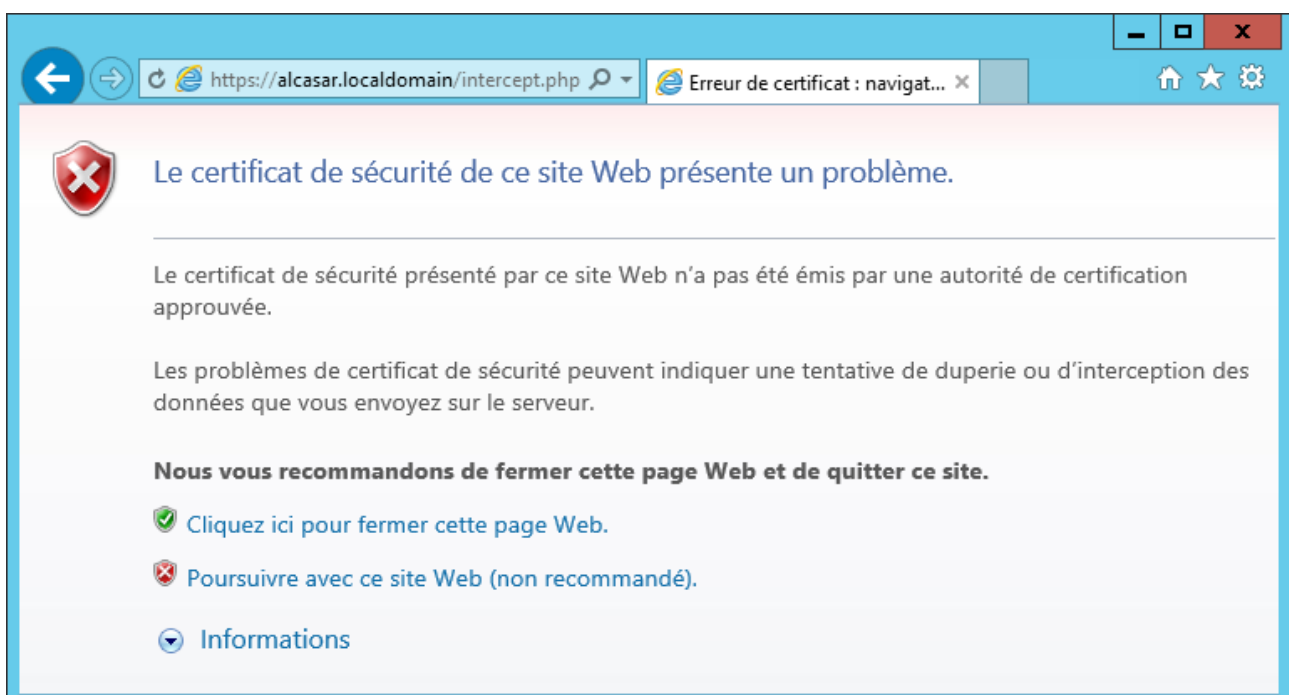 https://alcasar.localdomain/intercept.php
Erreur de certificat : navigat...
Le certificat de sécurité de ce site Web présente un problème.
Le certificat de sécurité présenté par ce site Web n'a pas été émis par une autorité de certification
approuvée.
Les problèmes de certificat de sécurité peuvent indiquer une tentative de duperie ou d'interception des
données que vous envoyez sur le serveur.
Nous vous recommandons de fermer cette page Web et de quitter ce site.
Cliquez ici pour fermer cette page Web.
Poursuivre avec ce site Web (non recommandé).
Informations